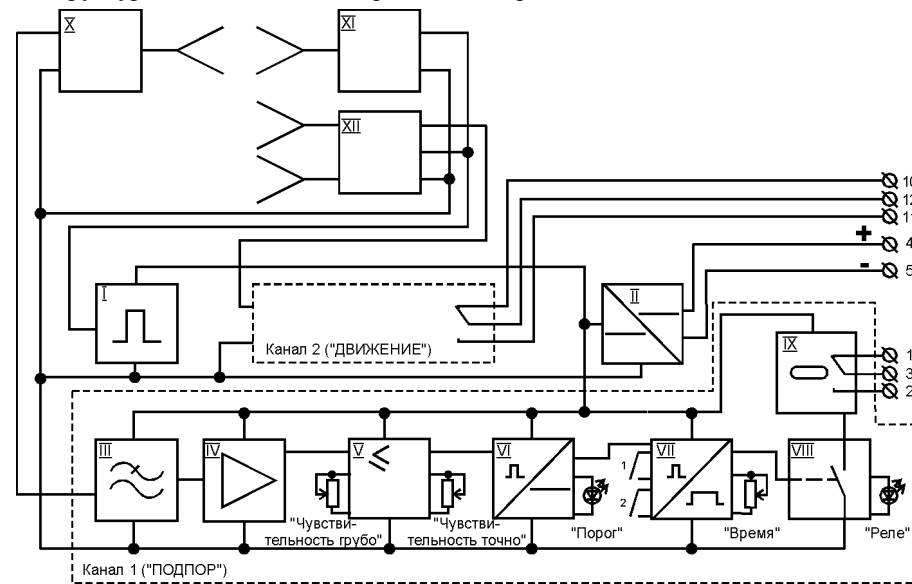 X
XI
XII
10
12
11
+
4
-
5
I
II
Канал 2 ("ДВИЖЕНИЕ")
IX
1
3
2
III
IV
V
VI
VII
VIII
1
2
"Чувстви-
тельность грубо"
"Чувстви-
тельность точно"
"Порог"
"Время"
"Реле"
Канал 1 ("ПОДПОР")